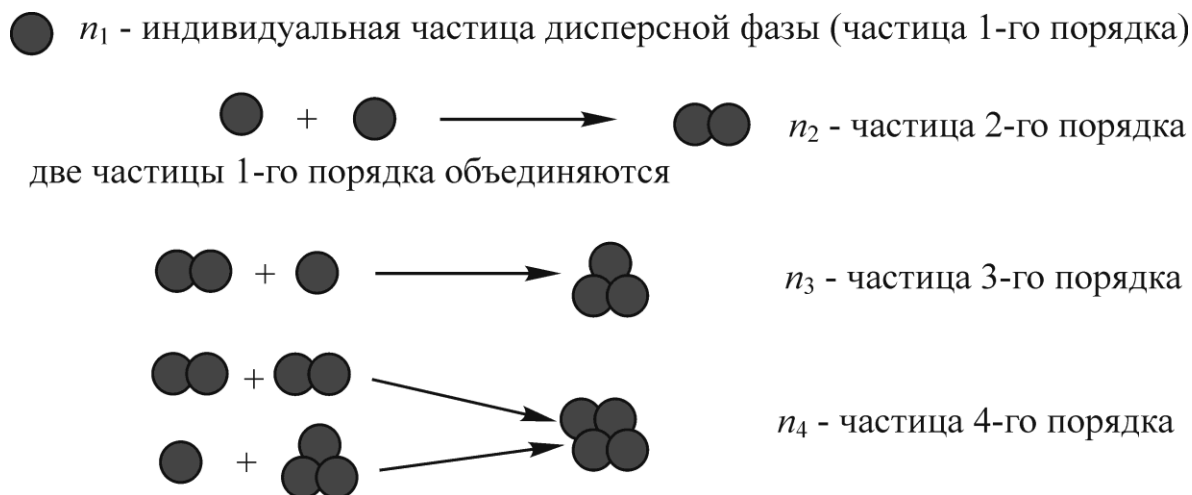 n₁ - индивидуальная частица дисперсной фазы (частица 1-го порядка)
+ n₂ - частица 2-го порядка
две частицы 1-го порядка объединяются
+ n₃ - частица 3-го порядка
+
n₄ - частица 4-го порядка
+